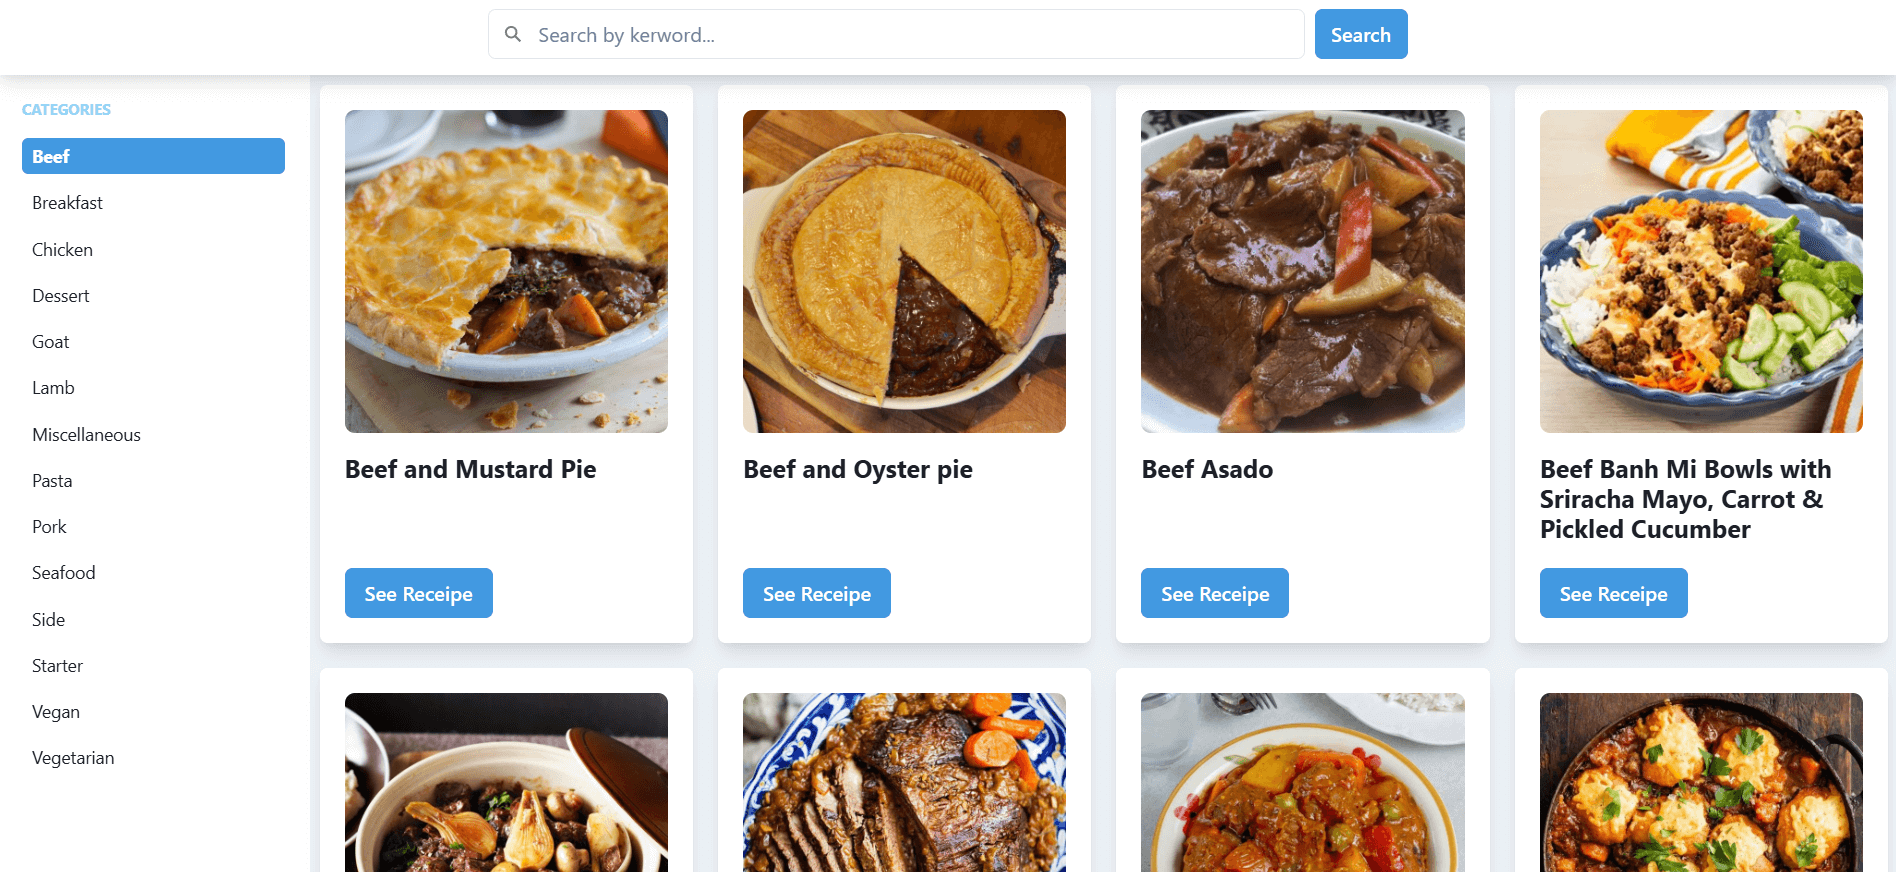 Search by kerword...
Search
CATEGORIES
Beef
Breakfast
Chicken
Dessert
Goat
Lamb
Miscellaneous
Pasta
Pork
Seafood
Side
Starter
Vegan
Vegetarian
Beef and Mustard Pie
See Receipe
Beef and Oyster pie
See Receipe
Beef Asado
See Receipe
Beef Banh Mi Bowls with
Sriracha Mayo, Carrot &
Pickled Cucumber
See Receipe